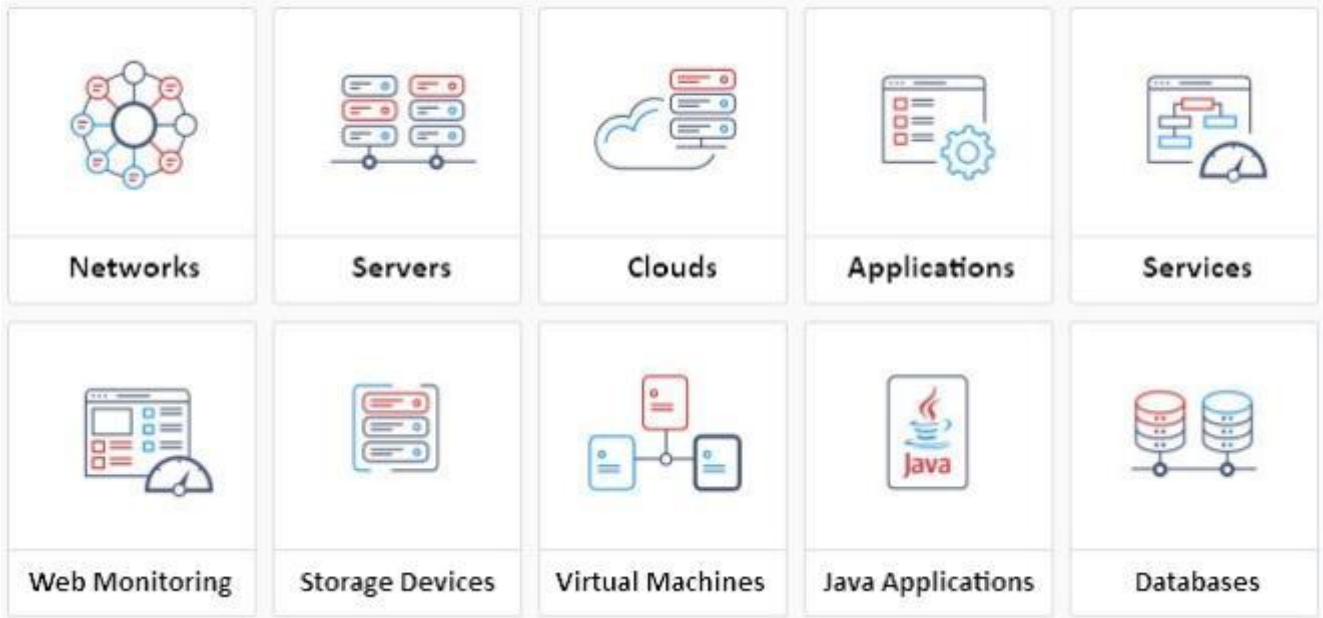 Networks
Servers
Clouds
Applications
Services
Java
Web Monitoring
Storage Devices
Virtual Machines
Java Applications
Databases